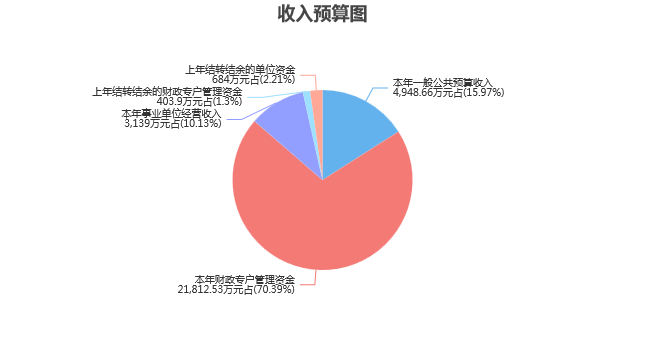 收入预算图
上年结转结余的单位资金
684万元占(2.21%)
本年一般公共预算收入
4,948.66万元占(15.97%)
上年结转结余的财政专户管理资金
403.9万元占(1.3%)
本年事业单位经营收入
3,139万元占(10.13%)
本年财政专户管理资金
21,812.53万元占(70.39%)